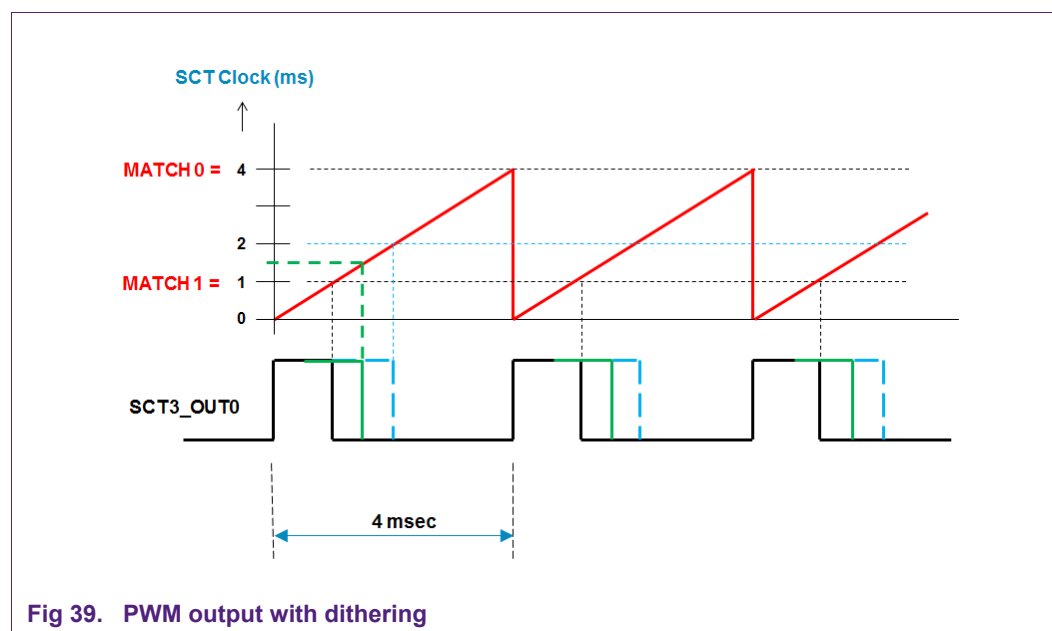 SCT Clock (ms)
MATCH 0 = 4
2
MATCH 1 = 1
0
SCT3_OUT0
4 msec
Fig 39. PWM output with dithering